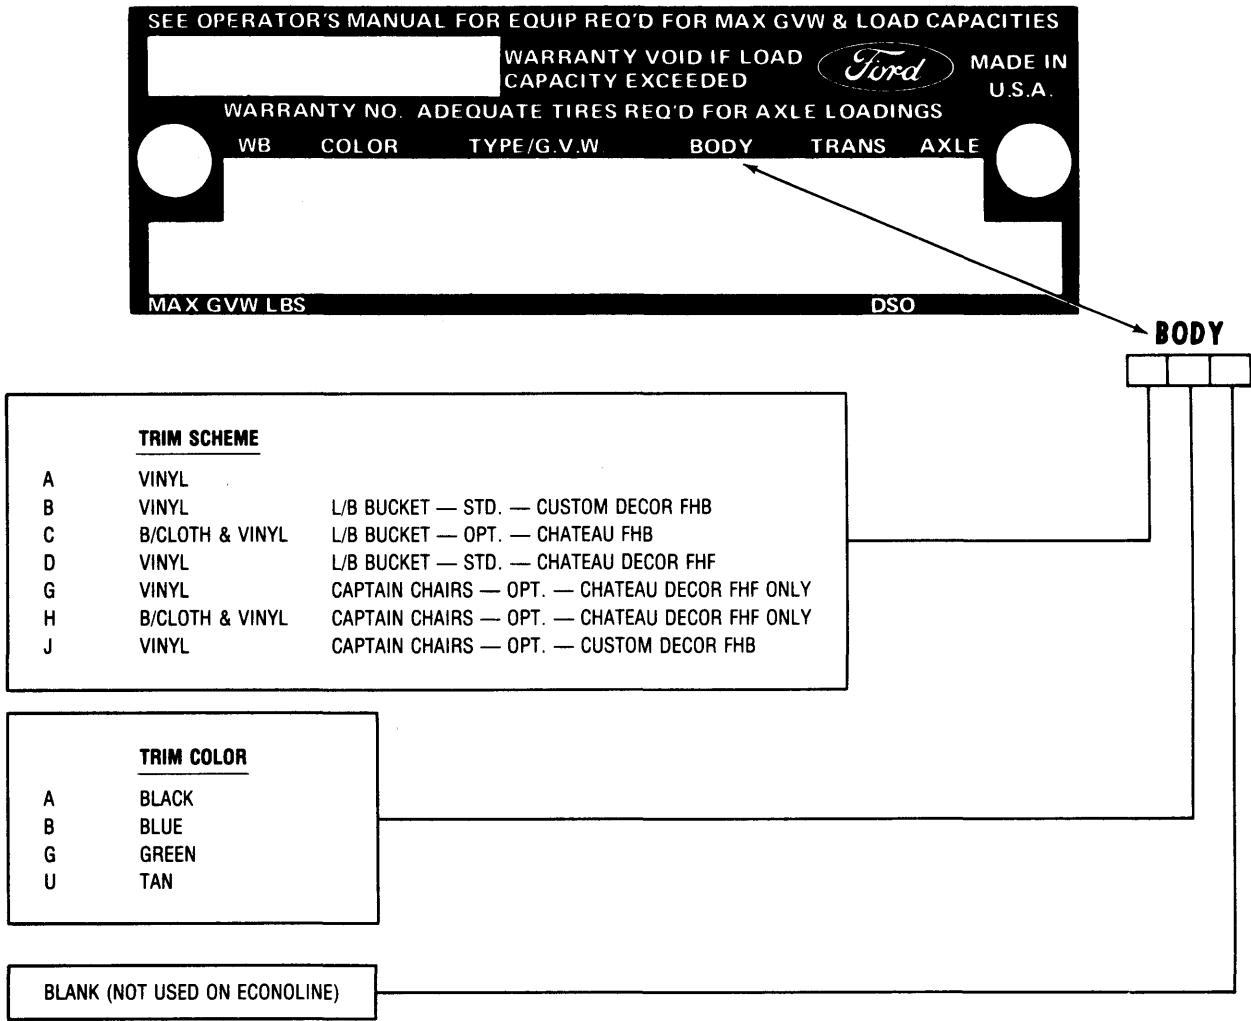 SEE OPERATOR'S MANUAL FOR EQUIP REQ'D FOR MAX GVW & LOAD CAPACITIES
WARRANTY VOID IF LOAD
CAPACITY EXCEEDED
Ford
MADE IN
U.S.A.
WARRANTY NO. ADEQUATE TIRES REQ'D FOR AXLE LOADINGS
WB COLOR TYPE/G.V.W. BODY TRANS AXLE
MAX GVW LBS DSO
BODY
TRIM SCHEME
A VINYL
B VINYL L/B BUCKET — STD. — CUSTOM DECOR FHB
C B/CLOTH & VINYL L/B BUCKET — OPT. — CHATEAU FHB
D VINYL L/B BUCKET — STD. — CHATEAU DECOR FHF
G VINYL CAPTAIN CHAIRS — OPT. — CHATEAU DECOR FHF ONLY
H B/CLOTH & VINYL CAPTAIN CHAIRS — OPT. — CHATEAU DECOR FHF ONLY
J VINYL CAPTAIN CHAIRS — OPT. — CUSTOM DECOR FHB
TRIM COLOR
A BLACK
B BLUE
G GREEN
U TAN
BLANK (NOT USED ON ECONOLINE)